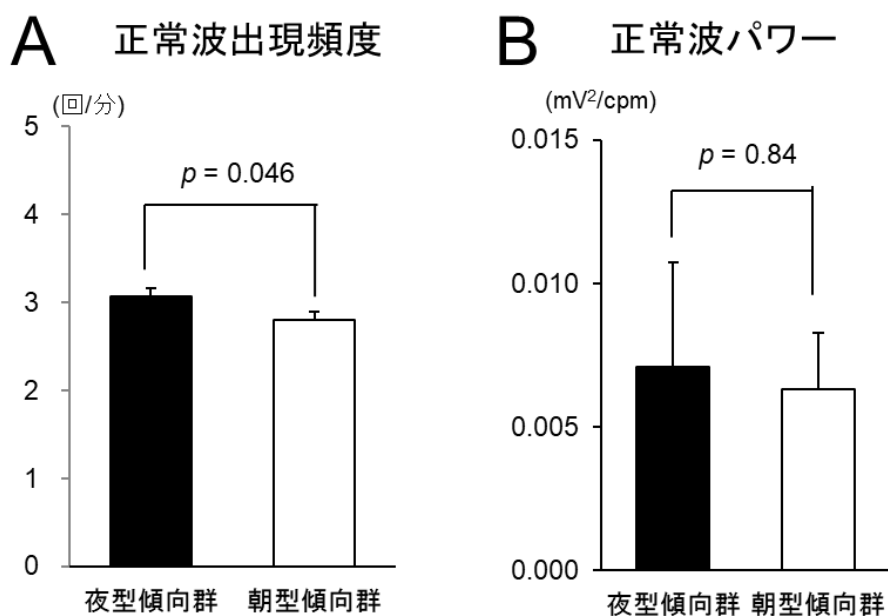 A 正常波出現頻度
(回/分)
5
4
3
2
1
0
p = 0.046
夜型傾向群 朝型傾向群
B 正常波パワー
(mV²/cpm)
0.015
0.010
0.005
0.000
p = 0.84
夜型傾向群 朝型傾向群